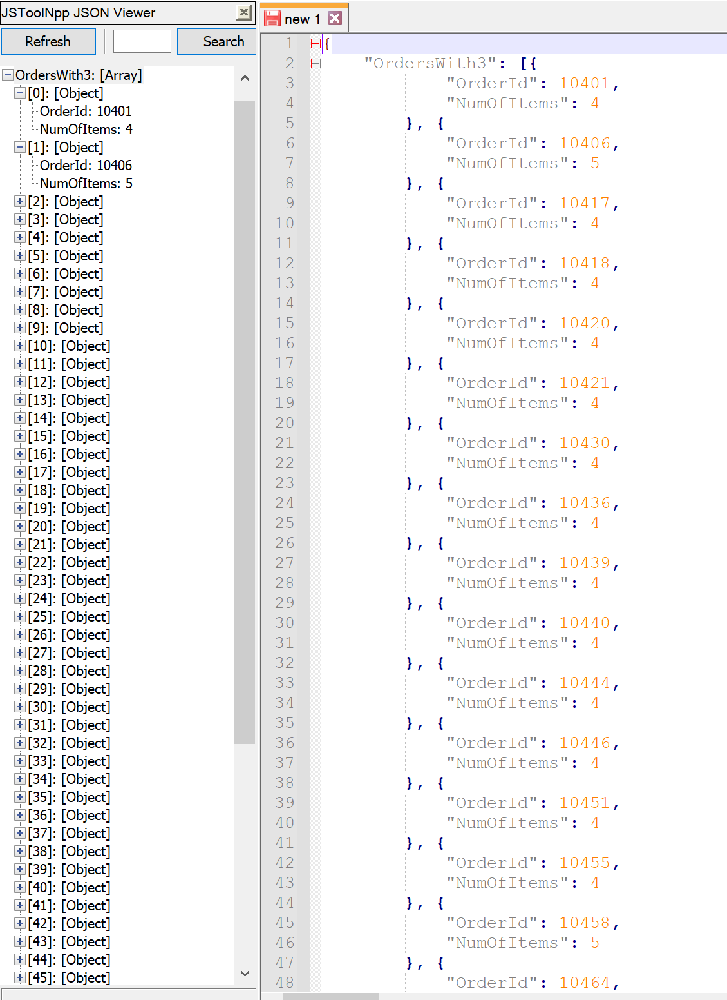 JSToolNpp JSON Viewer
Refresh
Search
OrdersWith3: [Array]
[0]: [Object]
OrderId: 10401
NumOfItems: 4
[1]: [Object]
OrderId: 10406
NumOfItems: 5
[2]: [Object]
[3]: [Object]
[4]: [Object]
[5]: [Object]
[6]: [Object]
[7]: [Object]
[8]: [Object]
[9]: [Object]
[10]: [Object]
[11]: [Object]
[12]: [Object]
[13]: [Object]
[14]: [Object]
[15]: [Object]
[16]: [Object]
[17]: [Object]
[18]: [Object]
[19]: [Object]
[20]: [Object]
[21]: [Object]
[22]: [Object]
[23]: [Object]
[24]: [Object]
[25]: [Object]
[26]: [Object]
[27]: [Object]
[28]: [Object]
[29]: [Object]
[30]: [Object]
[31]: [Object]
[32]: [Object]
[33]: [Object]
[34]: [Object]
[35]: [Object]
[36]: [Object]
[37]: [Object]
[38]: [Object]
[39]: [Object]
[40]: [Object]
[41]: [Object]
[42]: [Object]
[43]: [Object]
[44]: [Object]
[45]: [Object]
new 1
1 {
2 "OrdersWith3": [{
3 "OrderId": 10401,
4 "NumOfItems": 4
5 }, {
6 "OrderId": 10406,
7 "NumOfItems": 5
8 }, {
9 "OrderId": 10417,
10 "NumOfItems": 4
11 }, {
12 "OrderId": 10418,
13 "NumOfItems": 4
14 }, {
15 "OrderId": 10420,
16 "NumOfItems": 4
17 }, {
18 "OrderId": 10421,
19 "NumOfItems": 4
20 }, {
21 "OrderId": 10430,
22 "NumOfItems": 4
23 }, {
24 "OrderId": 10436,
25 "NumOfItems": 4
26 }, {
27 "OrderId": 10439,
28 "NumOfItems": 4
29 }, {
30 "OrderId": 10440,
31 "NumOfItems": 4
32 }, {
33 "OrderId": 10444,
34 "NumOfItems": 4
35 }, {
36 "OrderId": 10446,
37 "NumOfItems": 4
38 }, {
39 "OrderId": 10451,
40 "NumOfItems": 4
41 }, {
42 "OrderId": 10455,
43 "NumOfItems": 4
44 }, {
45 "OrderId": 10458,
46 "NumOfItems": 5
47 }, {
48 "OrderId": 10464,